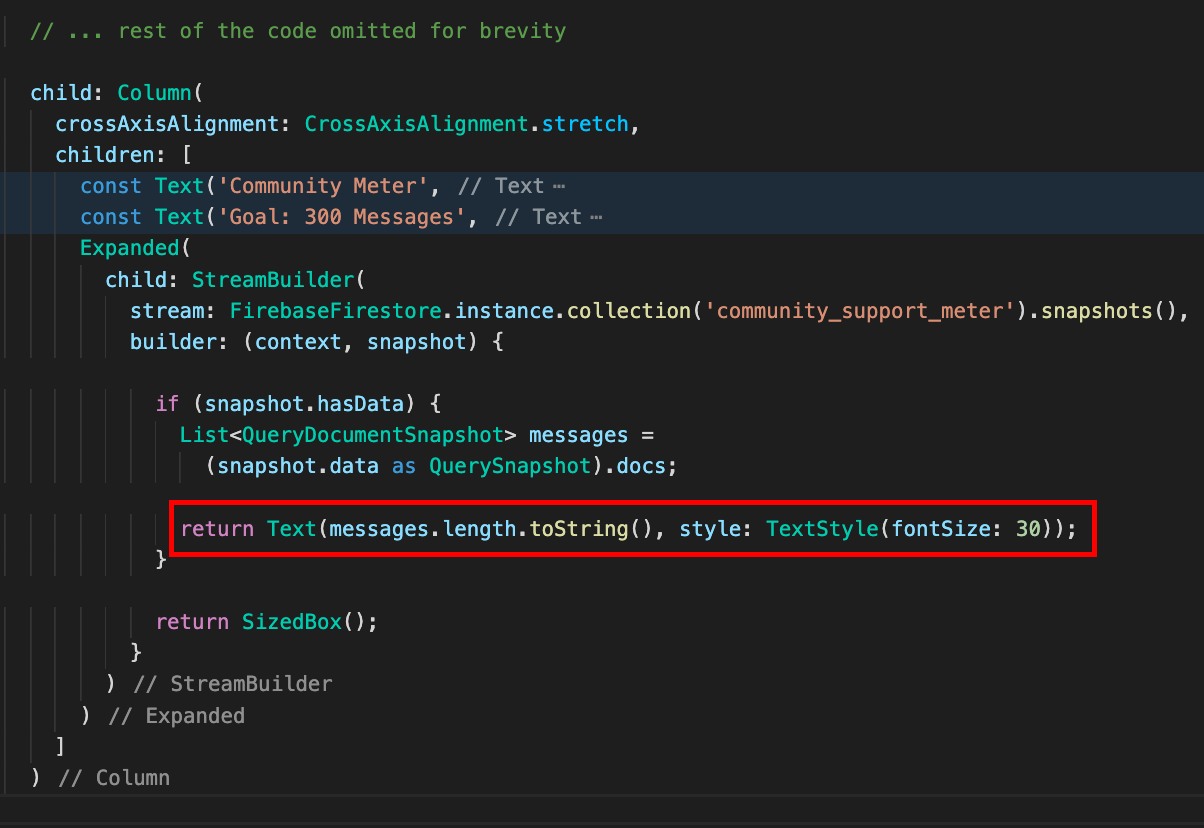 // ... rest of the code omitted for brevity
child: Column(
crossAxisAlignment: CrossAxisAlignment.stretch,
children: [
const Text('Community Meter', // Text ⋯
const Text('Goal: 300 Messages', // Text ⋯
Expanded(
child: StreamBuilder(
stream: FirebaseFirestore.instance.collection('community_support_meter').snapshots(),
builder: (context, snapshot) {
if (snapshot.hasData) {
List<QueryDocumentSnapshot> messages =
(snapshot.data as QuerySnapshot).docs;
return Text(messages.length.toString(), style: TextStyle(fontSize: 30));
}
return SizedBox();
}
) // StreamBuilder
) // Expanded
]
) // Column